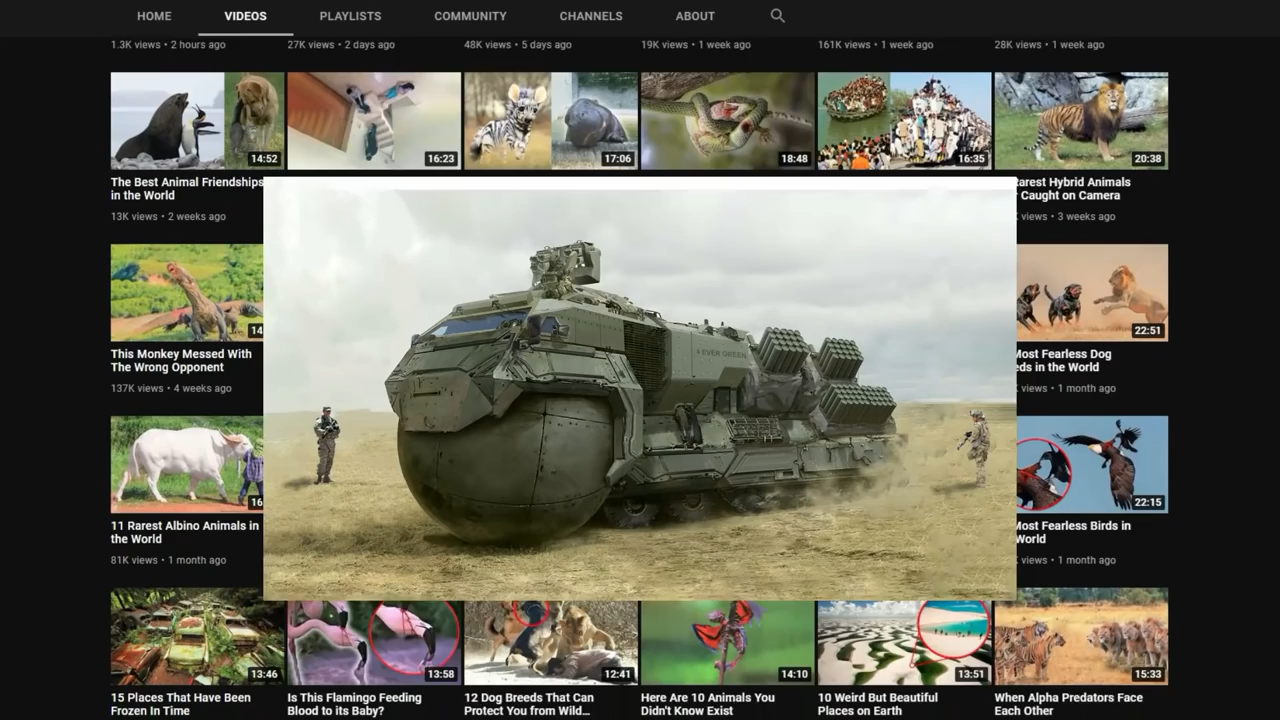 HOME VIDEOS PLAYLISTS COMMUNITY CHANNELS ABOUT
1.3K views • 2 hours ago
27K views • 2 days ago
48K views • 5 days ago
19K views • 1 week ago
161K views • 1 week ago
28K views • 1 week ago
14:52
16:23
17:06
18:48
16:35
20:38
The Best Animal Friendships
in the World
13K views • 2 weeks ago
Hybrid Animals
Caught on Camera
views • 3 weeks ago
14
22:51
This Monkey Messed With
The Wrong Opponent
137K views • 4 weeks ago
Most Fearless Dog
in the World
views • 1 month ago
EVER GREEN
16
22:15
11 Rarest Albino Animals in
the World
81K views • 1 month ago
Most Fearless Birds in
World
views • 1 month ago
13:46
13:58
12:41
14:10
13:51
15:33
15 Places That Have Been
Frozen In Time
Is This Flamingo Feeding
Blood to its Baby?
12 Dog Breeds That Can
Protect You from Wild...
Here Are 10 Animals You
Didn't Know Exist
10 Weird But Beautiful
Places on Earth
When Alpha Predators Face
Each Other